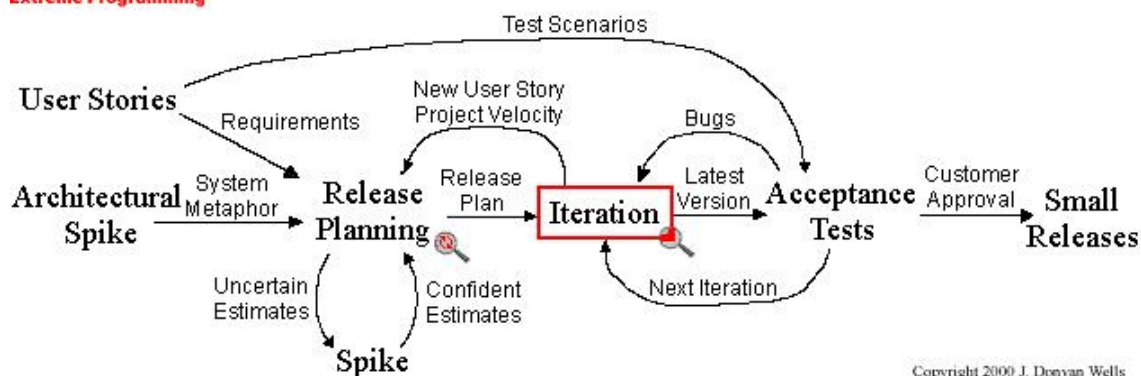 Extreme Programming
Test Scenarios
User Stories
New User Story
Project Velocity
Bugs
Requirements
Architectural
Spike
System
Metaphor
Release
Planning
Release
Plan
Iteration
Latest
Version
Acceptance
Tests
Customer
Approval
Small
Releases
Uncertain
Estimates
Confident
Estimates
Next Iteration
Spike
Copyright 2000 J. Donvan Wells